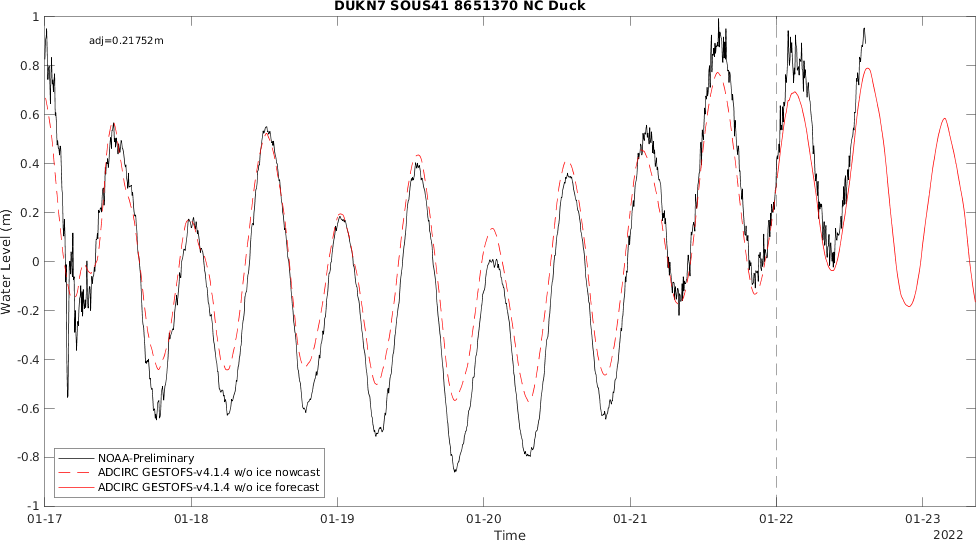 DUKN7 SOUS41 8651370 NC Duck
adj=0.21752m
1
0.8
0.6
0.4
0.2
0
-0.2
-0.4
-0.6
-0.8
-1
Water Level (m)
NOAA-Preliminary
ADCIRC GESTOFS-v4.1.4 w/o ice nowcast
ADCIRC GESTOFS-v4.1.4 w/o ice forecast
01-17 01-18 01-19 01-20 01-21 01-22 01-23
Time
2022